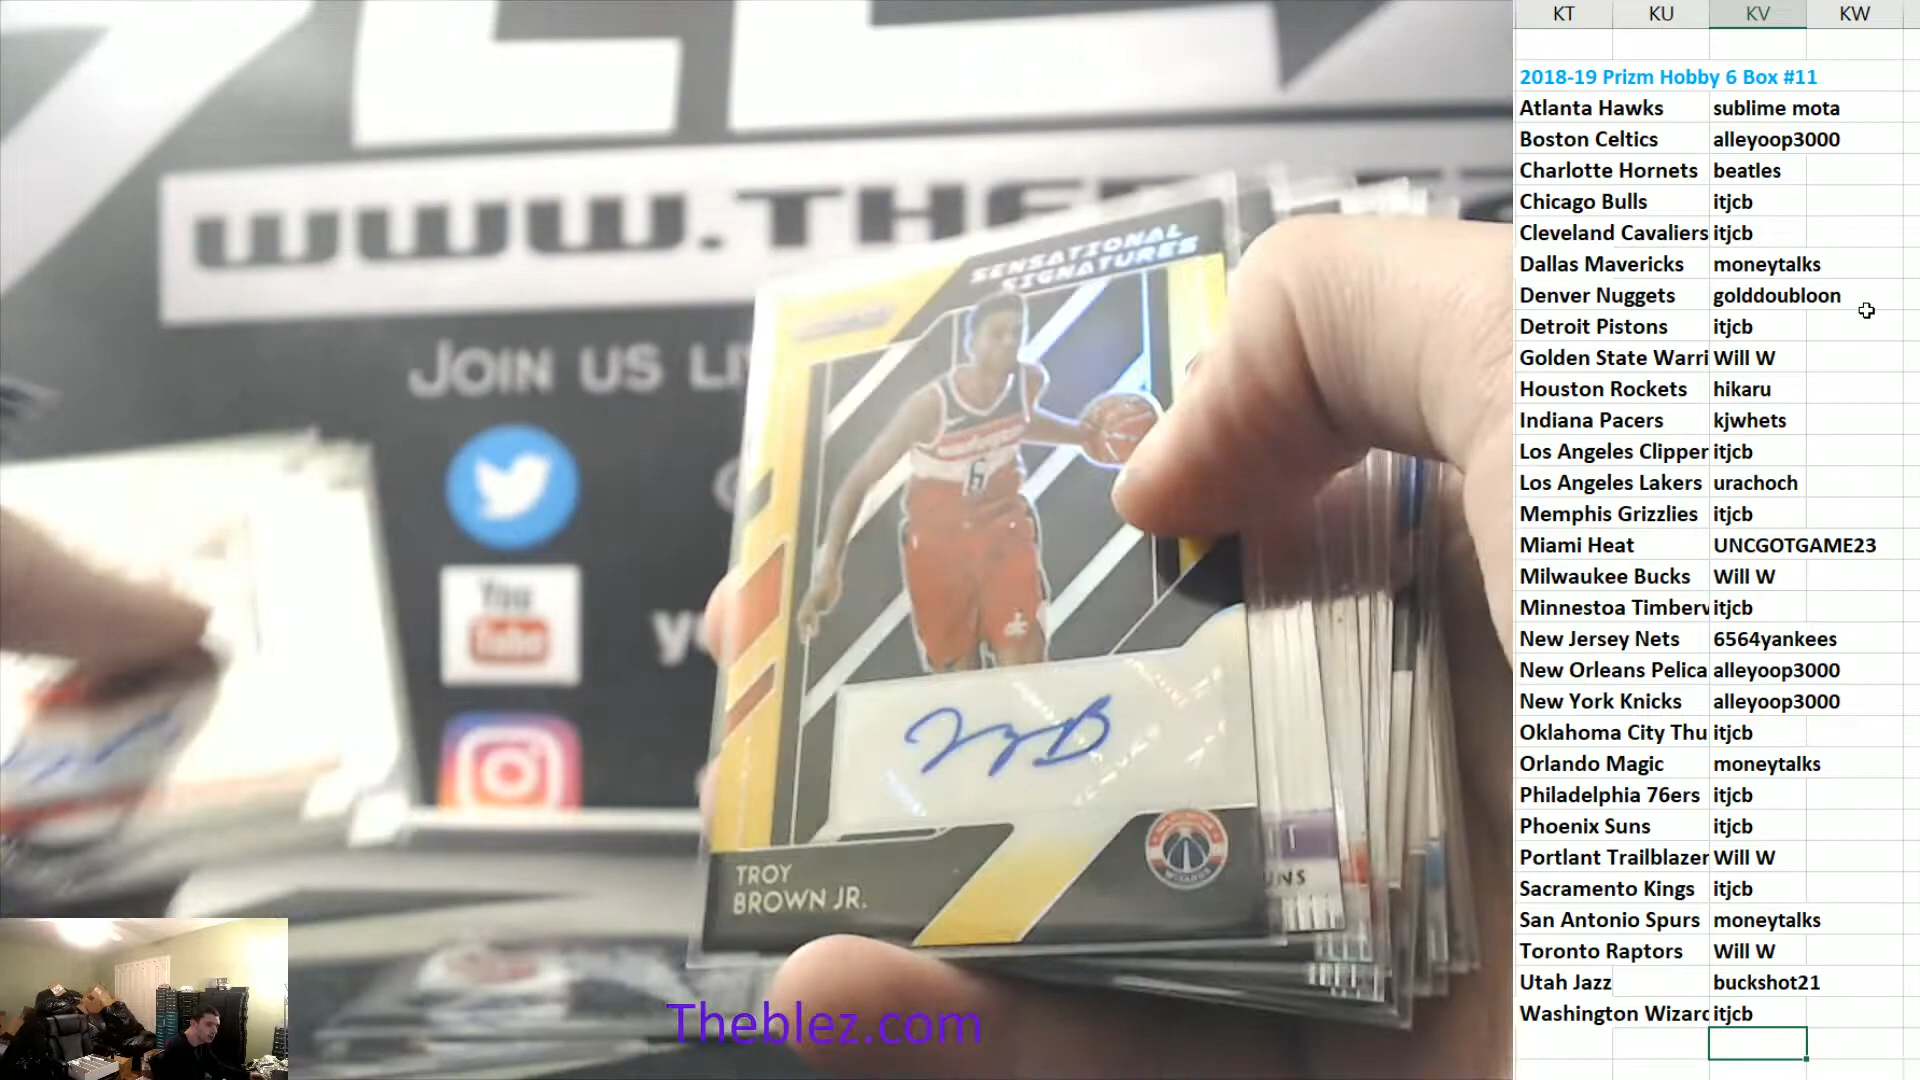 KT KU KV KW
2018-19 Prizm Hobby 6 Box #11
Atlanta Hawks sublime mota
Boston Celtics alleyoop3000
Charlotte Hornets beatles
Chicago Bulls itjcb
Cleveland Cavaliers itjcb
Dallas Mavericks moneytalks
Denver Nuggets golddoubloon
Detroit Pistons itjcb
Golden State Warri Will W
Houston Rockets hikaru
Indiana Pacers kjwhets
Los Angeles Clipper itjcb
Los Angeles Lakers urachoch
Memphis Grizzlies itjcb
Miami Heat UNCGOTGAME23
Milwaukee Bucks Will W
Minnestoa Timberv itjcb
New Jersey Nets 6564yankees
New Orleans Pelica alleyoop3000
New York Knicks alleyoop3000
Oklahoma City Thu itjcb
Orlando Magic moneytalks
Philadelphia 76ers itjcb
Phoenix Suns itjcb
Portlant Trailblazer Will W
Sacramento Kings itjcb
San Antonio Spurs moneytalks
Toronto Raptors Will W
Utah Jazz buckshot21
Washington Wizard itjcb
WWW.THE
JOIN US LI
You
Tube
SENSATIONAL
SIGNATURES
6
TROY
BROWN JR.
WIZARDS
UNS
Theblez.com